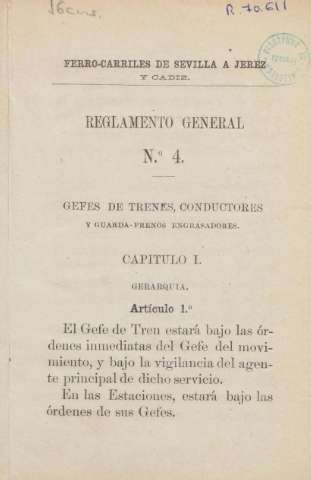 R. 70.611
FERRO-CARRILES DE SEVILLA A JEREZ
Y CADIZ.
REGLAMENTO GENERAL
N.º 4.
GEFES DE TRENES, CONDUCTORES
Y GUARDA-FRENOS ENGRASADORES.
CAPITULO I.
GERARQUIA.
Artículo 1.º
El Gefe de Tren estará bajo las ór-
denes inmediatas del Gefe del movi-
miento, y bajo la vigilancia del agen-
te principal de dicho servicio.
En las Estaciones, estará bajo las
órdenes de sus Gefes.